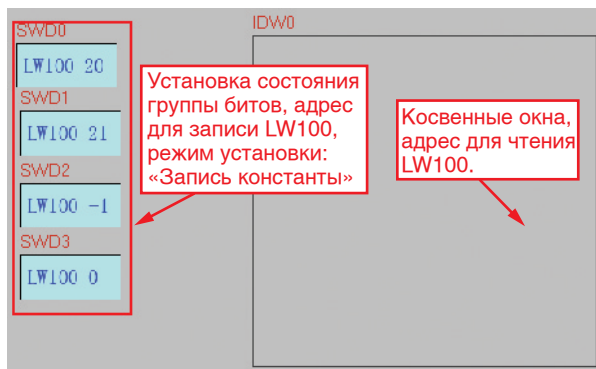 SWD0
LW100 20
SWD1
LW100 21
SWD2
LW100 -1
SWD3
LW100 0
Установка состояния
группы битов, адрес
для записи LW100,
режим установки:
«Запись константы»
IDW0
Косвенные окна,
адрес для чтения
LW100.